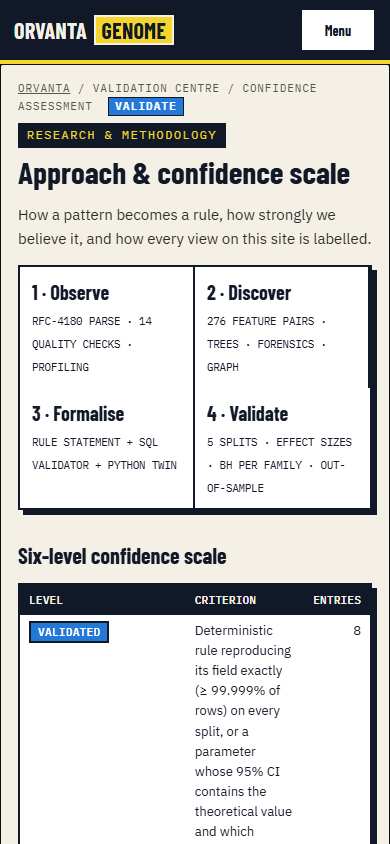 ORVANTA GENOME
Menu
ORVANTA / VALIDATION CENTRE / CONFIDENCE
ASSESSMENT VALIDATE
RESEARCH & METHODOLOGY
Approach & confidence scale
How a pattern becomes a rule, how strongly we
believe it, and how every view on this site is labelled.
1 · Observe
RFC-4180 PARSE · 14
QUALITY CHECKS ·
PROFILING
2 · Discover
276 FEATURE PAIRS ·
TREES · FORENSICS ·
GRAPH
3 · Formalise
RULE STATEMENT + SQL
VALIDATOR + PYTHON TWIN
4 · Validate
5 SPLITS · EFFECT SIZES
· BH PER FAMILY · OUT-
OF-SAMPLE
Six-level confidence scale
LEVEL CRITERION ENTRIES
VALIDATED
Deterministic
rule reproducing
its field exactly
(≥ 99.999% of
rows) on every
split, or a
parameter
whose 95% CI
contains the
theoretical value
and which
8